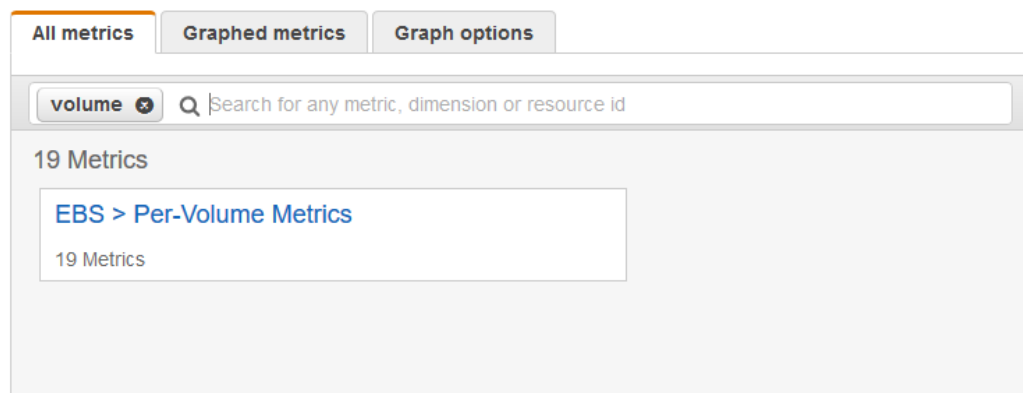 All metrics Graphed metrics Graph options
volume Search for any metric, dimension or resource id
19 Metrics
EBS > Per-Volume Metrics
19 Metrics